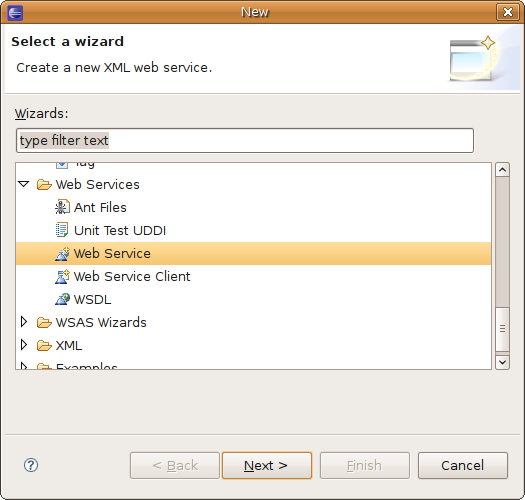 New
Select a wizard
Create a new XML web service.
Wizards:
type filter text
Tag
Web Services
Ant Files
Unit Test UDDI
Web Service
Web Service Client
WSDL
WSAS Wizards
XML
Examples
? < Back Next > Finish Cancel